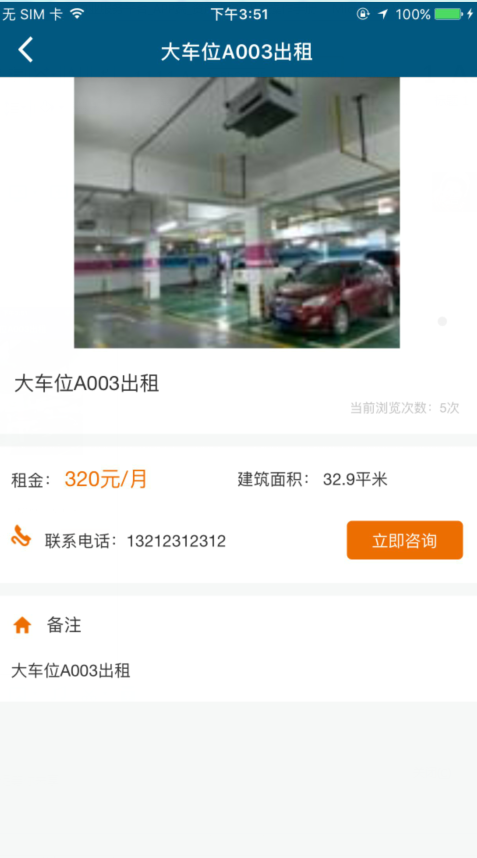 无 SIM 卡 下午3:51 100%
大车位A003出租
大车位A003出租
当前浏览次数：5次
租金： 320元/月 建筑面积： 32.9平米
联系电话：13212312312 立即咨询
备注
大车位A003出租